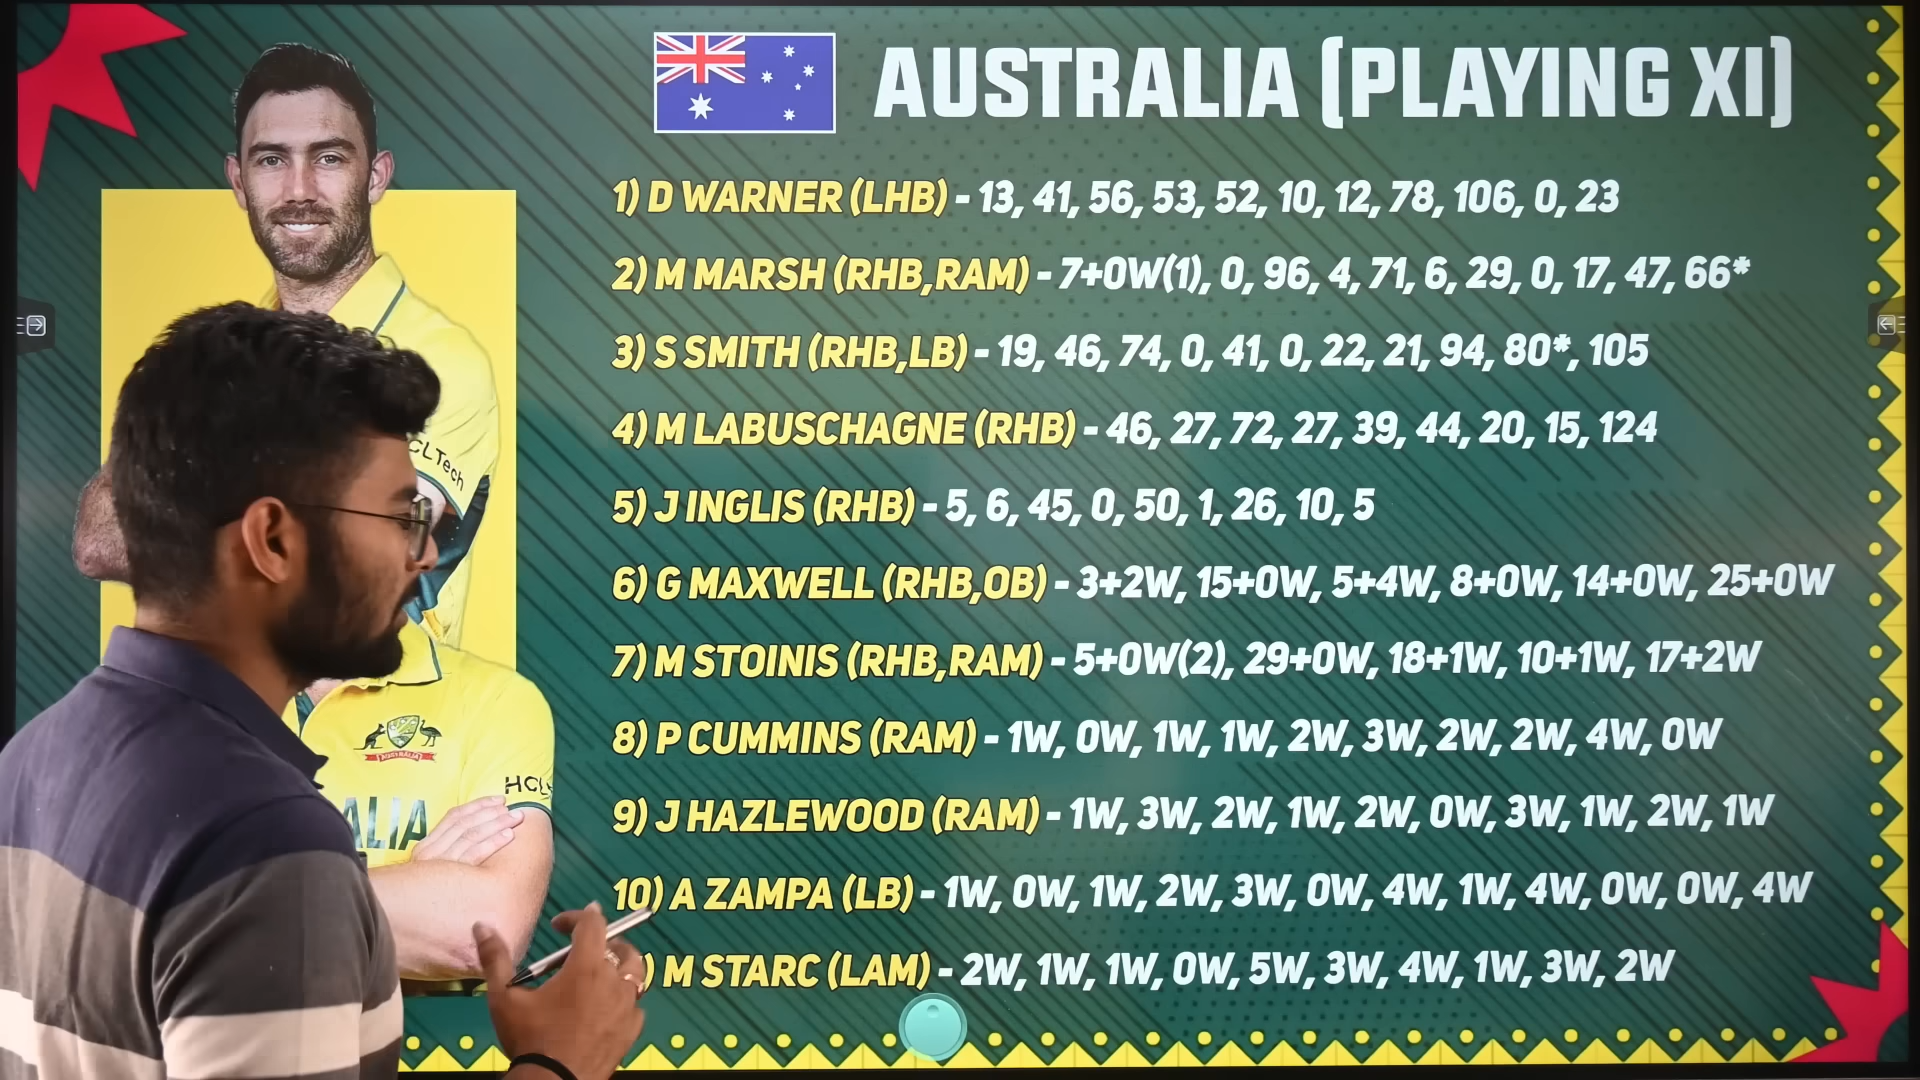 AUSTRALIA (PLAYING XI)
1) D WARNER (LHB) - 13, 41, 56, 53, 52, 10, 12, 78, 106, 0, 23
2) M MARSH (RHB,RAM) - 7+0W(1), 0, 96, 4, 71, 6, 29, 0, 17, 47, 66*
3) S SMITH (RHB,LB) - 19, 46, 74, 0, 41, 0, 22, 21, 94, 80*, 105
4) M LABUSCHAGNE (RHB) - 46, 27, 72, 27, 39, 44, 20, 15, 124
5) J INGLIS (RHB) - 5, 6, 45, 0, 50, 1, 26, 10, 5
CLTech
6) G MAXWELL (RHB,OB) - 3+2W, 15+0W, 5+4W, 8+0W, 14+0W, 25+0W
7) M STOINIS (RHB,RAM) - 5+0W(2), 29+0W, 18+1W, 10+1W, 17+2W
8) P CUMMINS (RAM) - 1W, 0W, 1W, 1W, 2W, 3W, 2W, 2W, 4W, 0W
AUSTRALIA
HCL
ALIA
9) J HAZLEWOOD (RAM) - 1W, 3W, 2W, 1W, 2W, 0W, 3W, 1W, 2W, 1W
10) A ZAMPA (LB) - 1W, 0W, 1W, 2W, 3W, 0W, 4W, 1W, 4W, 0W, 0W, 4W
) M STARC (LAM) - 2W, 1W, 1W, 0W, 5W, 3W, 4W, 1W, 3W, 2W